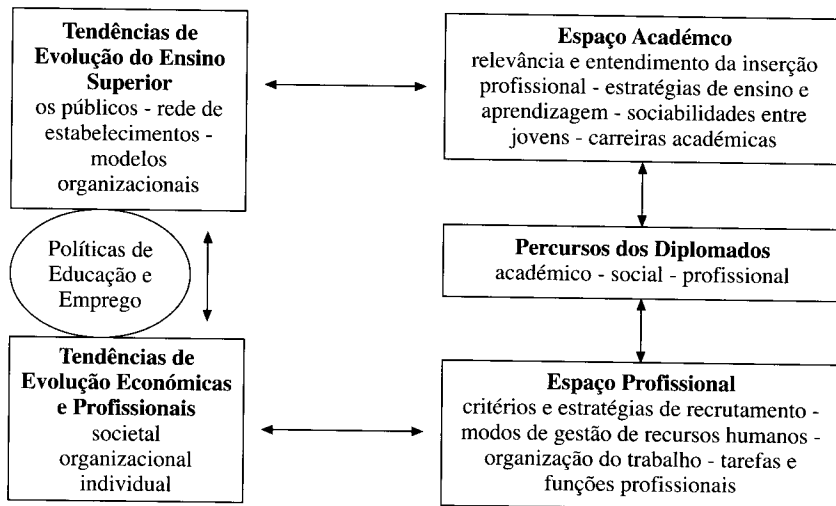 Tendências de
Evolução do Ensino
Superior
os públicos - rede de
estabelecimentos -
modelos
organizacionais
Espaço Académco
relevância e entendimento da inserção
profissional - estratégias de ensino e
aprendizagem - sociabilidades entre
jovens - carreiras académicas
Políticas de
Educação e
Emprego
Percursos dos Diplomados
académico - social - profissional
Tendências de
Evolução Económicas
e Profissionais
societal
organizacional
individual
Espaço Profissional
critérios e estratégias de recrutamento -
modos de gestão de recursos humanos -
organização do trabalho - tarefas e
funções profissionais